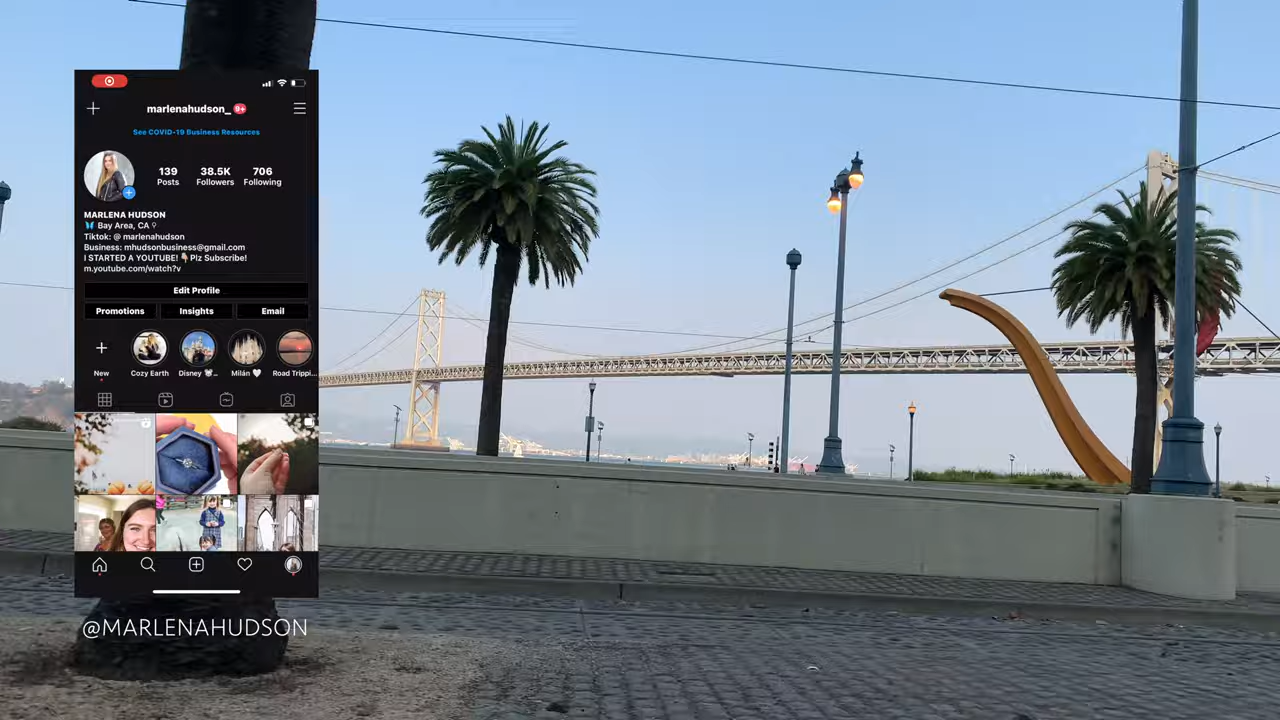 marlenahudson_ 9+
See COVID-19 Business Resources
139 38.5K 706
Posts Followers Following
MARLENA HUDSON
🦋 Bay Area, CA
Tiktok: @ marlenahudson
Business: mhudsonbusiness@gmail.com
I STARTED A YOUTUBE! 👇🏼 Plz Subscribe!
m.youtube.com/watch?v
Edit Profile
Promotions Insights Email
New Cozy Earth Disney 🐭... Milán 🤍 Road Trippi...
@MARLENAHUDSON